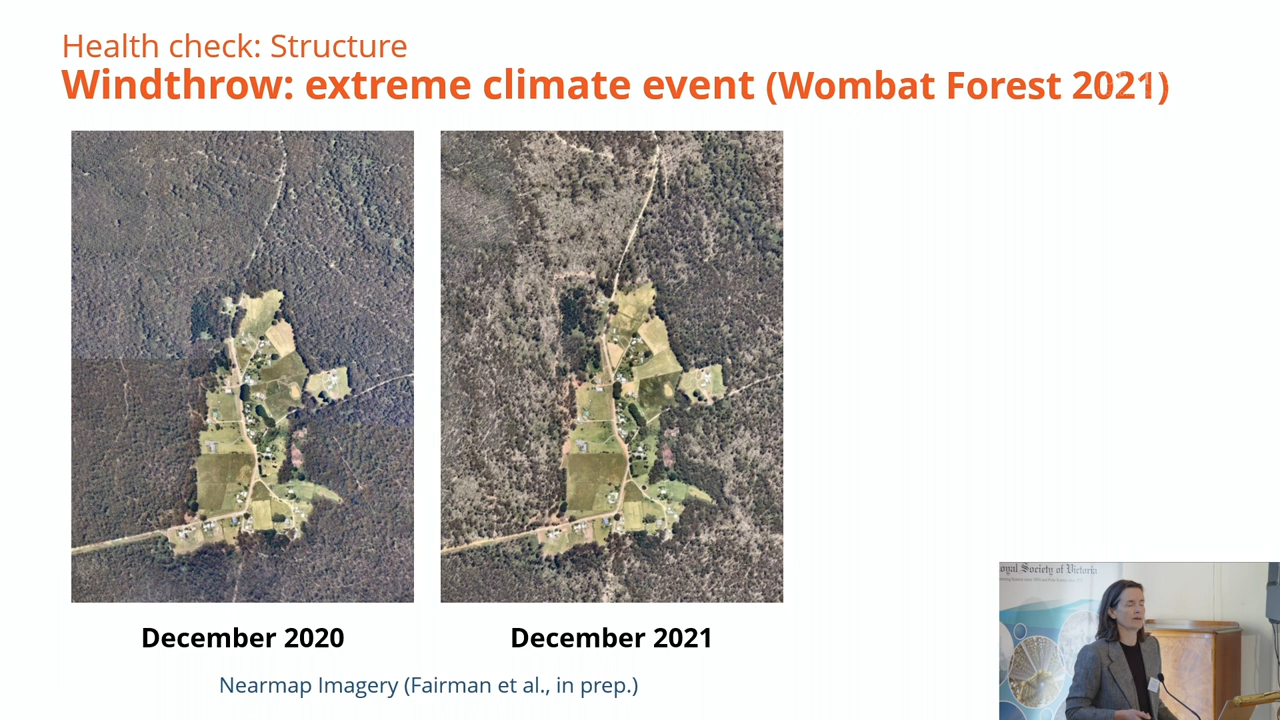 Health check: Structure
Windthrow: extreme climate event (Wombat Forest 2021)
December 2020
December 2021
Nearmap Imagery (Fairman et al., in prep.)
oyal Society of Victoria